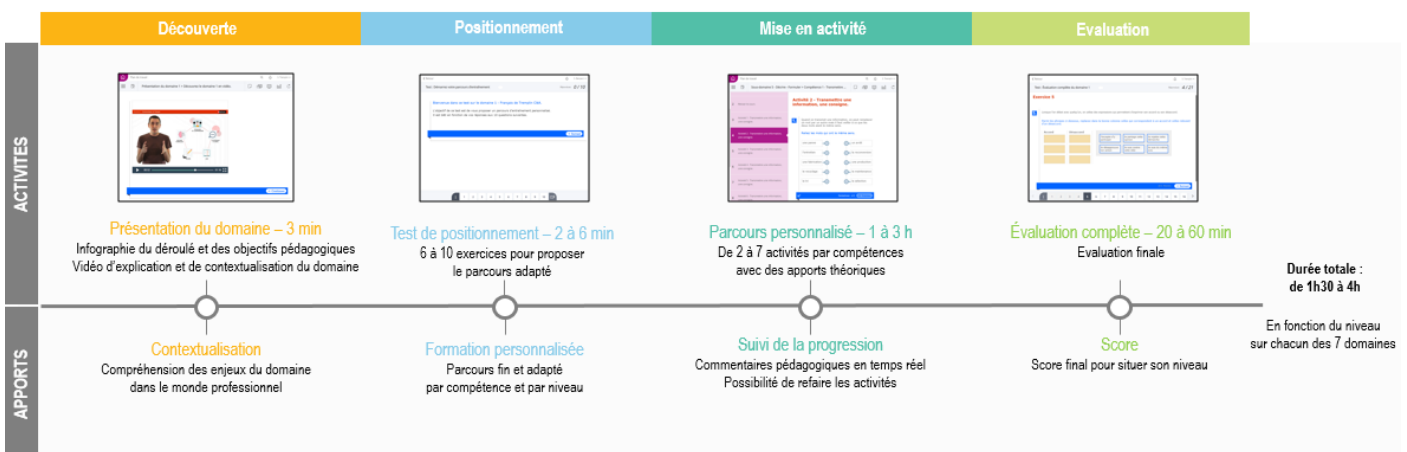 Découverte
Positionnement
Mise en activité
Evaluation
ACTIVITES
Présentation du domaine – 3 min
Infographie du déroulé et des objectifs pédagogiques
Vidéo d'explication et de contextualisation du domaine
Test de positionnement – 2 à 6 min
6 à 10 exercices pour proposer
le parcours adapté
Activité 2 - Transmettre une
information, une consigne.
Parcours personnalisé – 1 à 3 h
De 2 à 7 activités par compétences
avec des apports théoriques
Exercice 5
Évaluation complète – 20 à 60 min
Evaluation finale
Durée totale :
de 1h30 à 4h
En fonction du niveau
sur chacun des 7 domaines
APPORTS
Contextualisation
Compréhension des enjeux du domaine
dans le monde professionnel
Formation personnalisée
Parcours fin et adapté
par compétence et par niveau
Suivi de la progression
Commentaires pédagogiques en temps réel
Possibilité de refaire les activités
Score
Score final pour situer son niveau